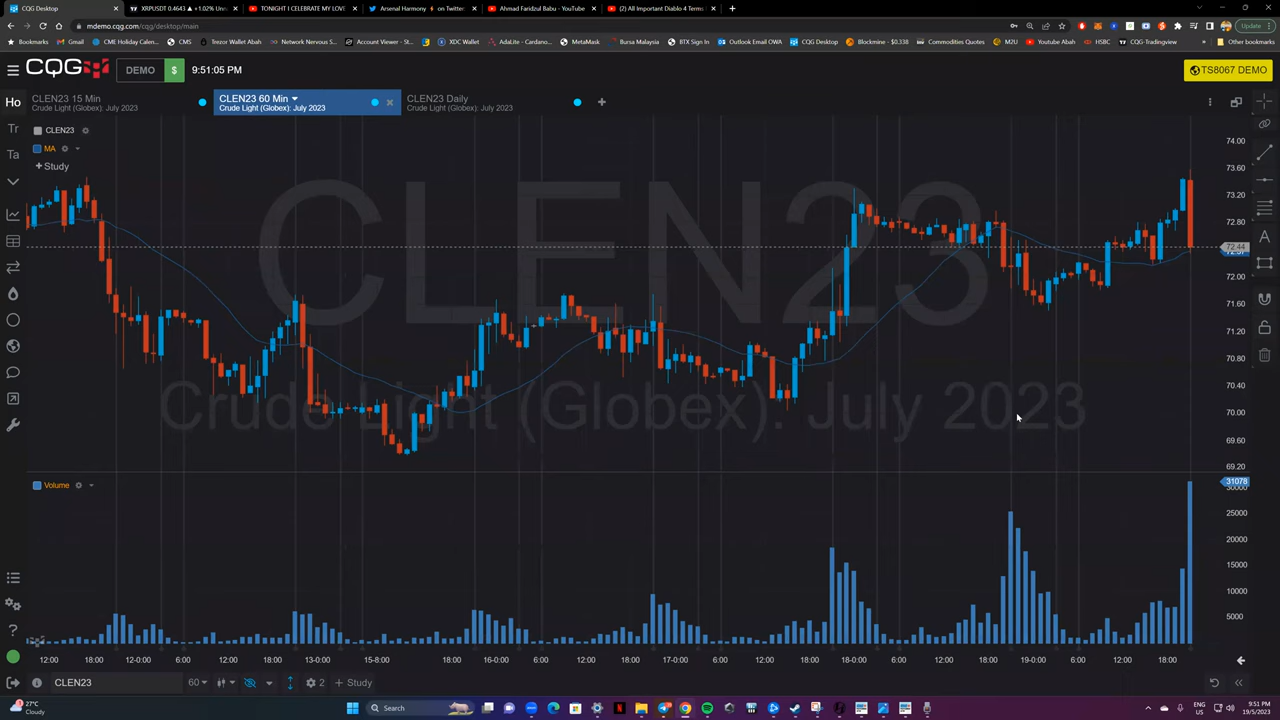 CQG Desktop
XRPUSDT 0.4643 ▲ +1.02% Un
TONIGHT I CELEBRATE MY LOVE
Arsenal Harmony on Twitter:
Ahmad Faridzal Babu - YouTube
(2) All Important Diablo 4 Terms
mdemo.cqg.com/cqg/desktop/main
Update
Bookmarks
Gmail
CME Holiday Calen...
CMS
Trezor Wallet Abah
Network Nervous...
Account Viewer - St...
XDC Wallet
AdaLite - Cardano...
MetaMask
Bursa Malaysia
BTX Sign In
Outlook Email OWA
CQG Desktop
Blockmine - $0.338
Commodities Quotes
M2U
Youtube Abah
HSBC
CQG-Tradingview
Other bookmarks
CQG
DEMO
$
9:51:05 PM
TS8067 DEMO
Ho
CLEN23 15 Min
Crude Light (Globex): July 2023
CLEN23 60 Min
Crude Light (Globex): July 2023
CLEN23 Daily
Crude Light (Globex): July 2023
Tr
Ta
CLEN23
MA
+ Study
CLEN23
Crude Light (Globex): July 2023
74.00
73.60
73.20
72.80
72.44
72.00
71.60
71.20
70.80
70.40
70.00
69.60
69.20
Volume
31078
30000
25000
20000
15000
10000
5000
12:00 18:00 12-0:00 6:00 12:00 18:00 13-0:00 15-8:00 18:00 16-0:00 6:00 12:00 18:00 17-0:00 6:00 12:00 18:00 18-0:00 6:00 12:00 18:00 19-0:00 6:00 12:00 18:00
CLEN23
60
2
+ Study
27°C
Cloudy
Search
ENG
US
9:51 PM
19/5/2023